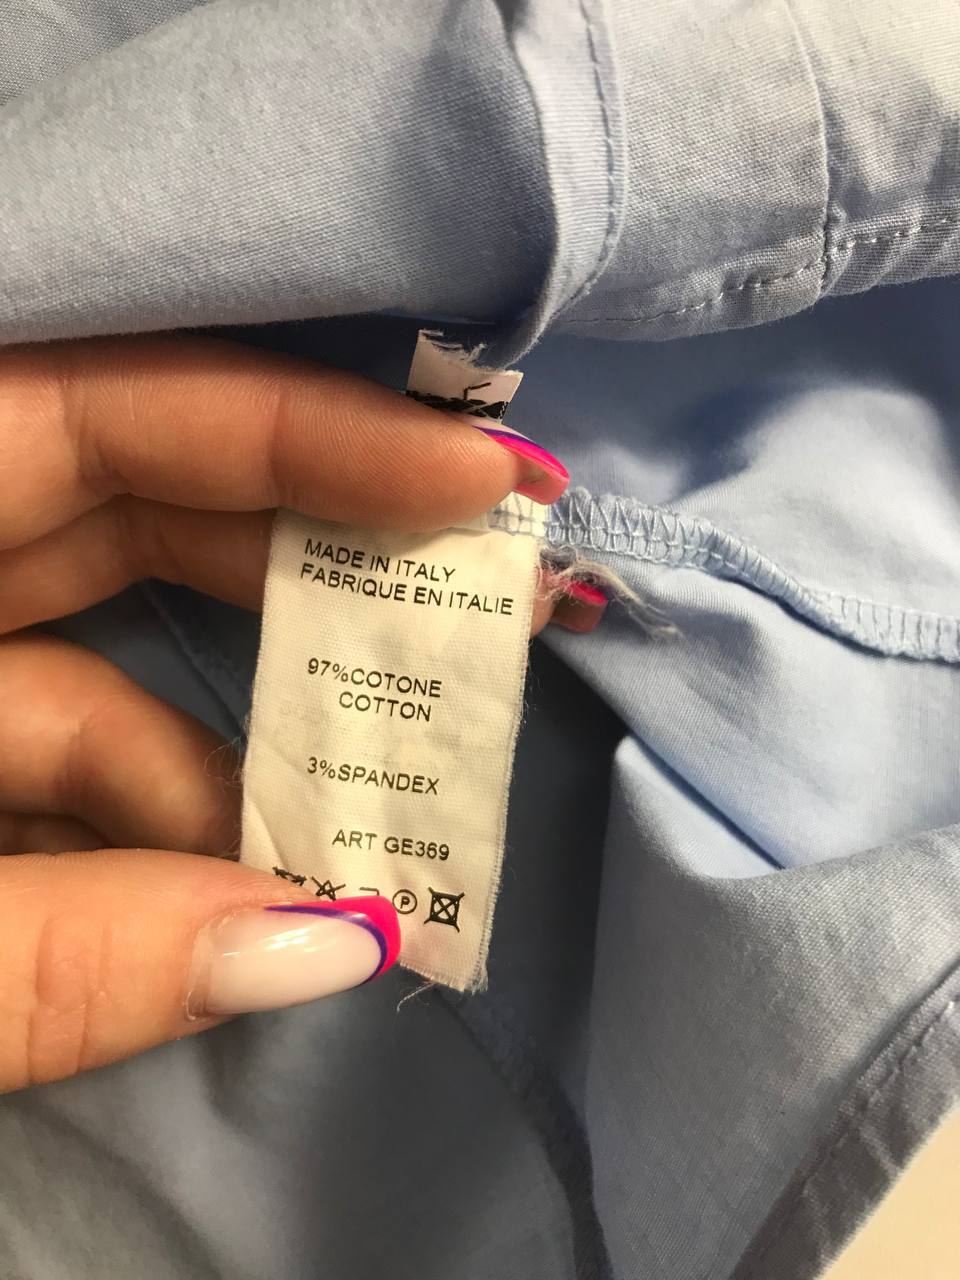 MADE IN ITALY
FABRIQUE EN ITALIE
97%COTONE
COTTON
3%SPANDEX
ART GE369
P